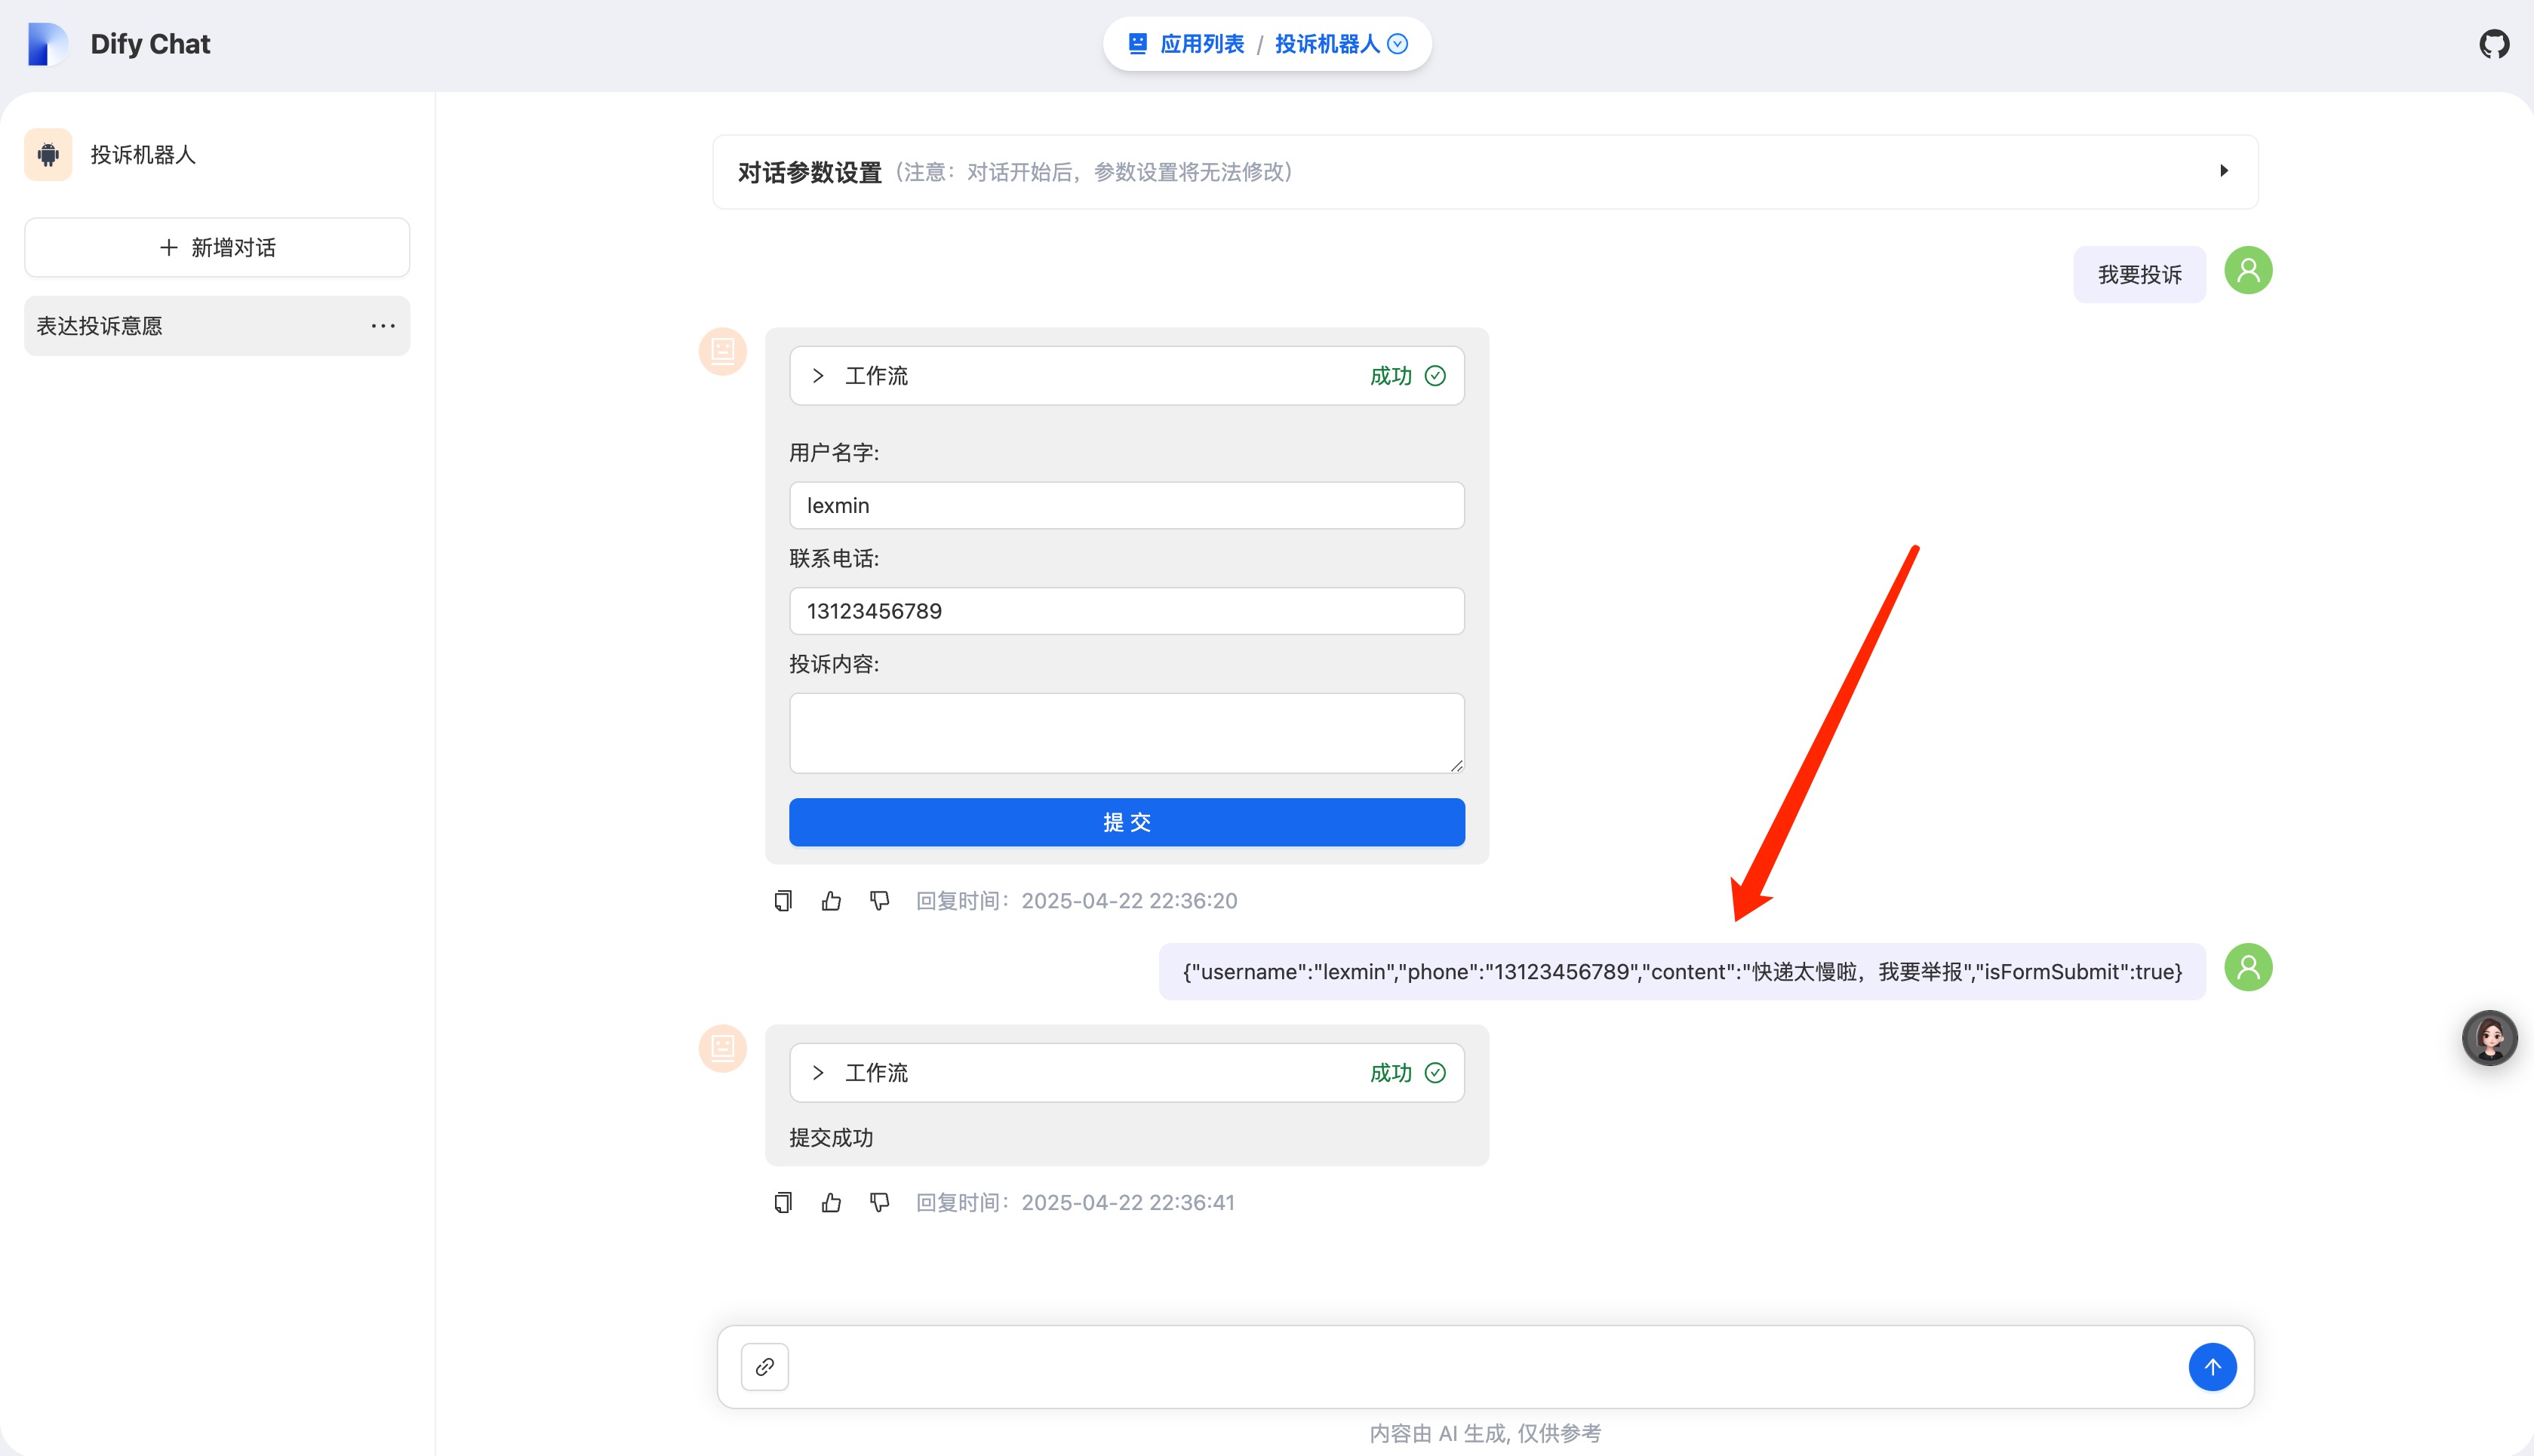 Dify Chat
应用列表 / 投诉机器人
投诉机器人
+ 新增对话
表达投诉意愿 ...
对话参数设置（注意：对话开始后，参数设置将无法修改）
我要投诉
工作流 成功
用户名字:
lexmin
联系电话:
13123456789
投诉内容:
提 交
回复时间：2025-04-22 22:36:20
{"username":"lexmin","phone":"13123456789","content":"快递太慢啦，我要举报","isFormSubmit":true}
工作流 成功
提交成功
回复时间：2025-04-22 22:36:41
内容由 AI 生成, 仅供参考